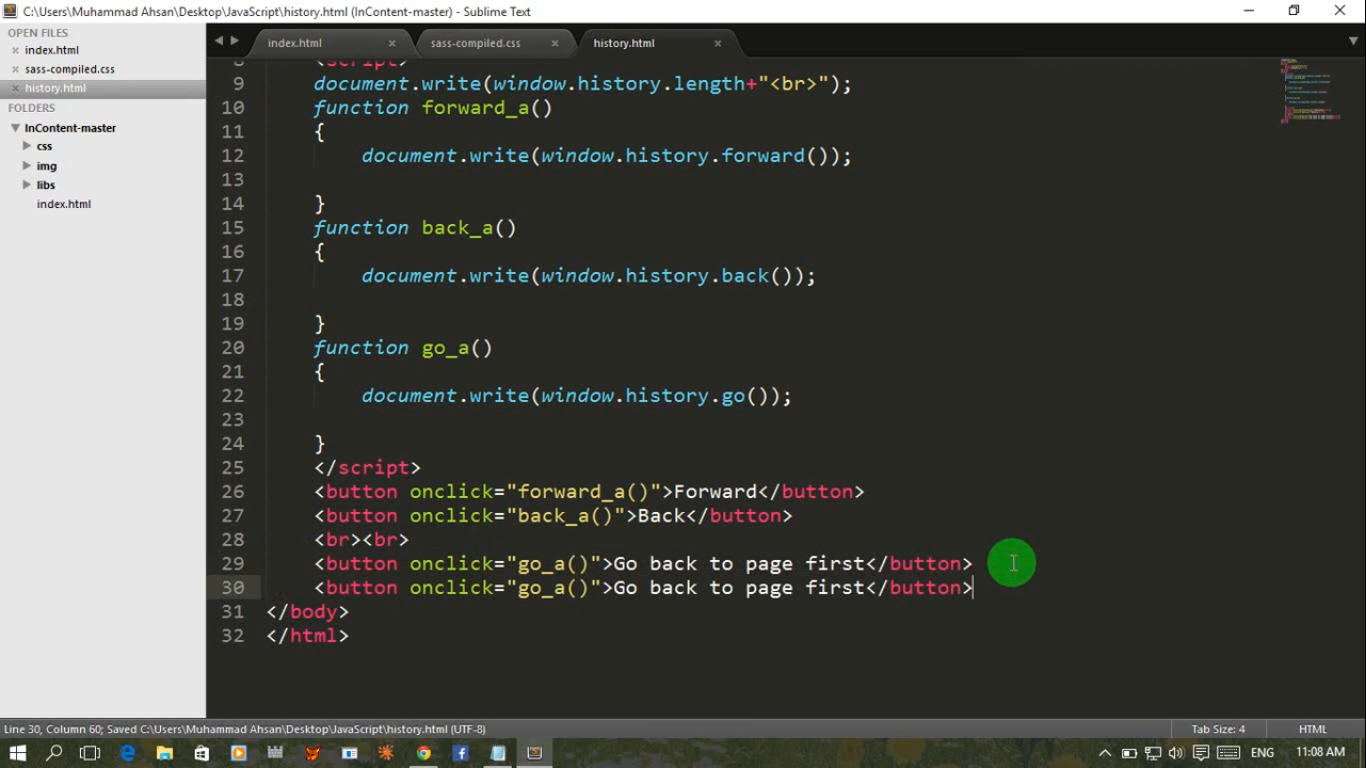 C:\Users\Muhammad Ahsan\Desktop\JavaScript\history.html (InContent-master) - Sublime Text
OPEN FILES
index.html
sass-compiled.css
history.html
FOLDERS
InContent-master
css
img
libs
index.html
index.html
sass-compiled.css
history.html
8 <script>
9 document.write(window.history.length+"<br>");
10 function forward_a()
11 {
12 document.write(window.history.forward());
13
14 }
15 function back_a()
16 {
17 document.write(window.history.back());
18
19 }
20 function go_a()
21 {
22 document.write(window.history.go());
23
24 }
25 </script>
26 <button onclick="forward_a()">Forward</button>
27 <button onclick="back_a()">Back</button>
28 <br><br>
29 <button onclick="go_a()">Go back to page first</button>
30 <button onclick="go_a()">Go back to page first</button>
31 </body>
32 </html>
Line 30, Column 60; Saved C:\Users\Muhammad Ahsan\Desktop\JavaScript\history.html (UTF-8)
Tab Size: 4
HTML
ENG
11:08 AM